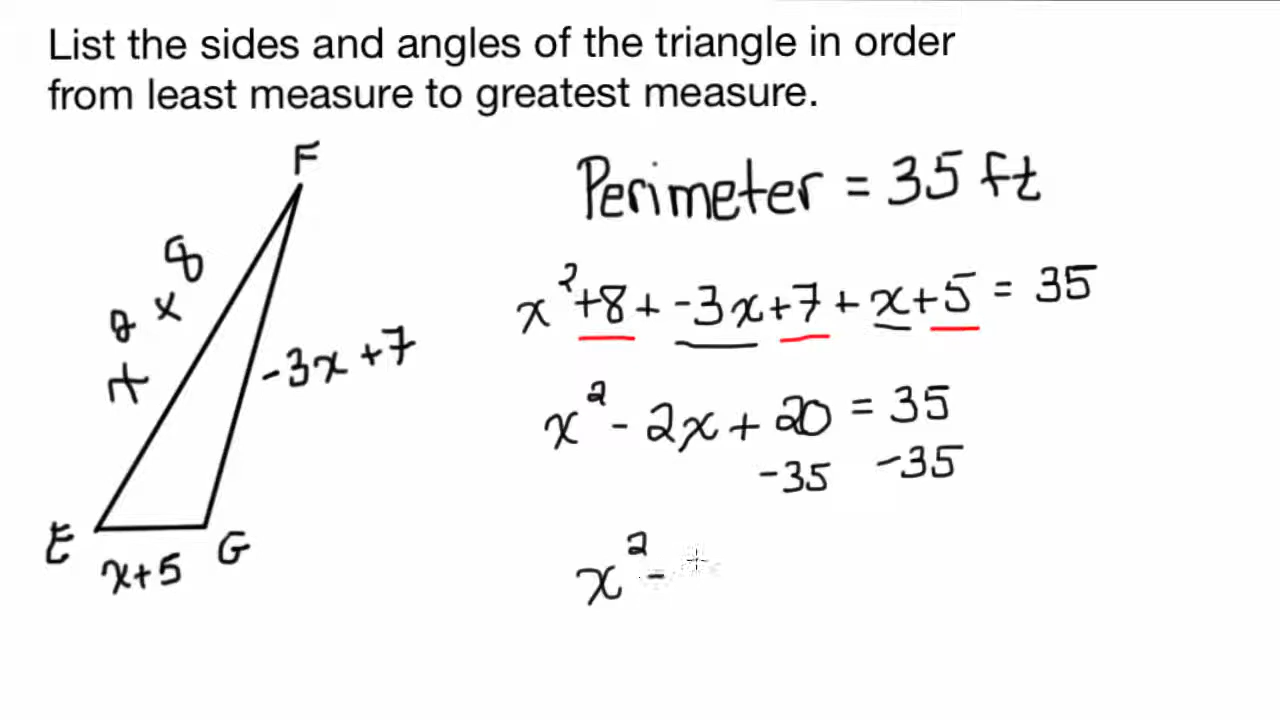 List the sides and angles of the triangle in order
from least measure to greatest measure.
F
Perimeter = 35 ft
x² + 8
x² + 8 + -3x + 7 + x + 5 = 35
-3x + 7
x² - 2x + 20 = 35
-35 -35
E
G
x + 5
x² -